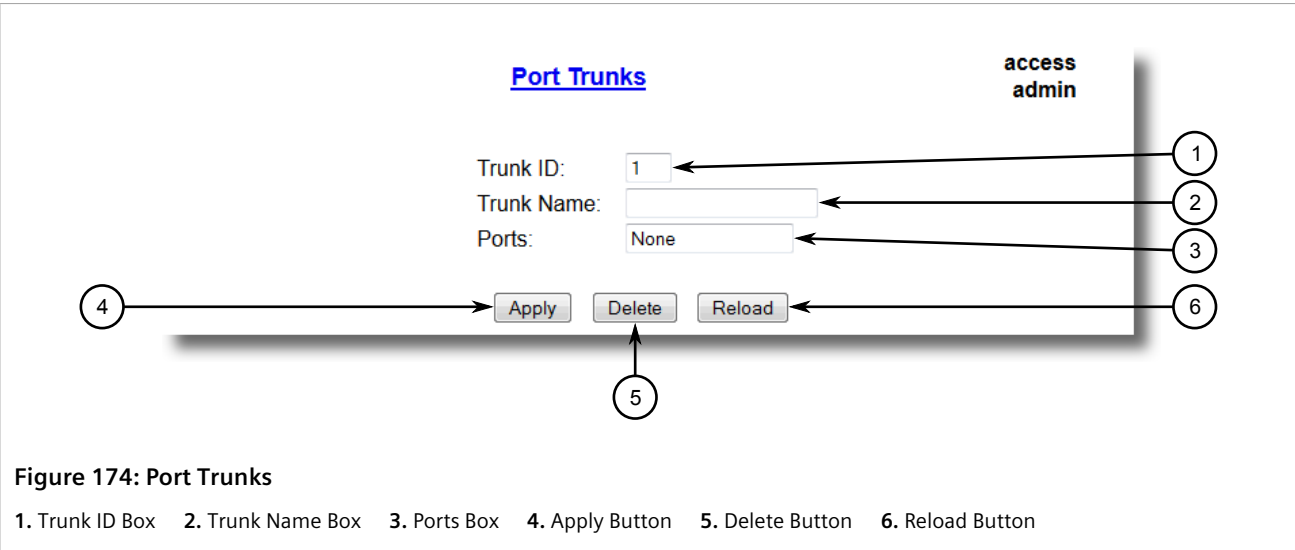 Port Trunks
access
admin
Trunk ID: 1
1
Trunk Name:
2
Ports: None
3
4
Apply Delete Reload
6
5
Figure 174: Port Trunks
1. Trunk ID Box 2. Trunk Name Box 3. Ports Box 4. Apply Button 5. Delete Button 6. Reload Button